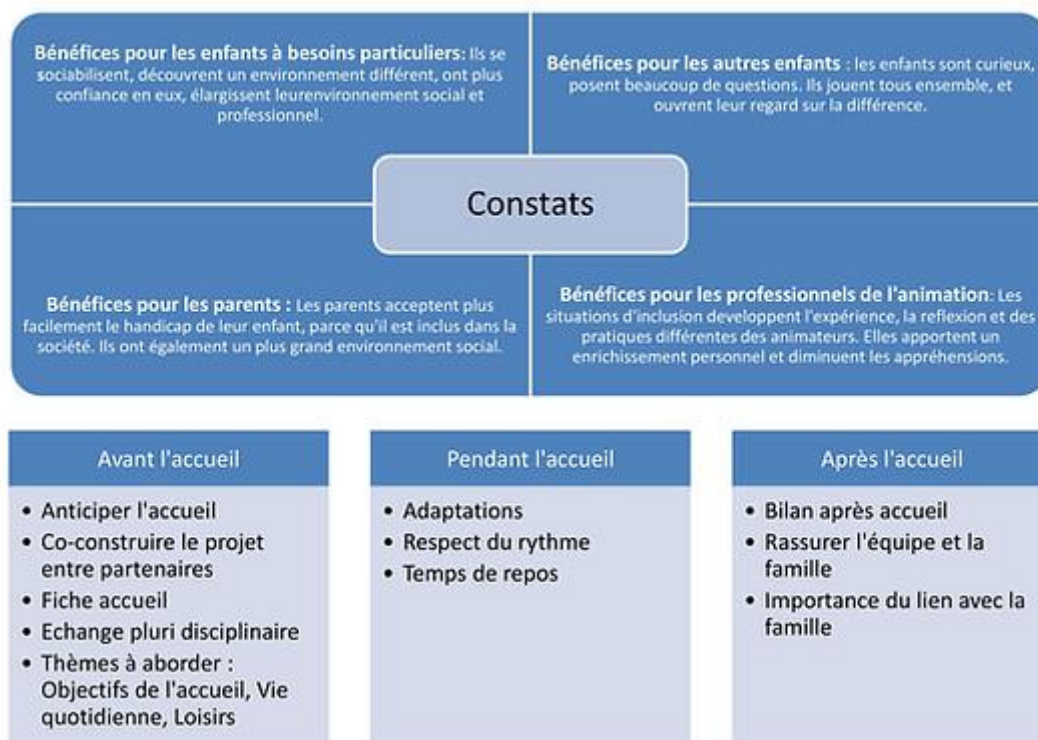 Bénéfices pour les enfants à besoins particuliers: Ils se
sociabilisent, découvrent un environnement différent, ont plus
confiance en eux, élargissent leurenvironnement social et
professionnel.
Bénéfices pour les autres enfants : les enfants sont curieux,
posent beaucoup de questions. Ils jouent tous ensemble, et
ouvrent leur regard sur la différence.
Constats
Bénéfices pour les parents : Les parents acceptent plus
facilement le handicap de leur enfant, parce qu'il est inclus dans la
société. Ils ont également un plus grand environnement social.
Bénéfices pour les professionnels de l'animation: Les
situations d'inclusion developpent l'expérience, la reflexion et des
pratiques différentes des animateurs. Elles apportent un
enrichissement personnel et diminuent les appréhensions.
Avant l'accueil
• Anticiper l'accueil
• Co-construire le projet
entre partenaires
• Fiche accueil
• Echange pluri disciplinaire
• Thèmes à aborder :
Objectifs de l'accueil, Vie
quotidienne, Loisirs
Pendant l'accueil
• Adaptations
• Respect du rythme
• Temps de repos
Après l'accueil
• Bilan après accueil
• Rassurer l'équipe et la
famille
• Importance du lien avec la
famille